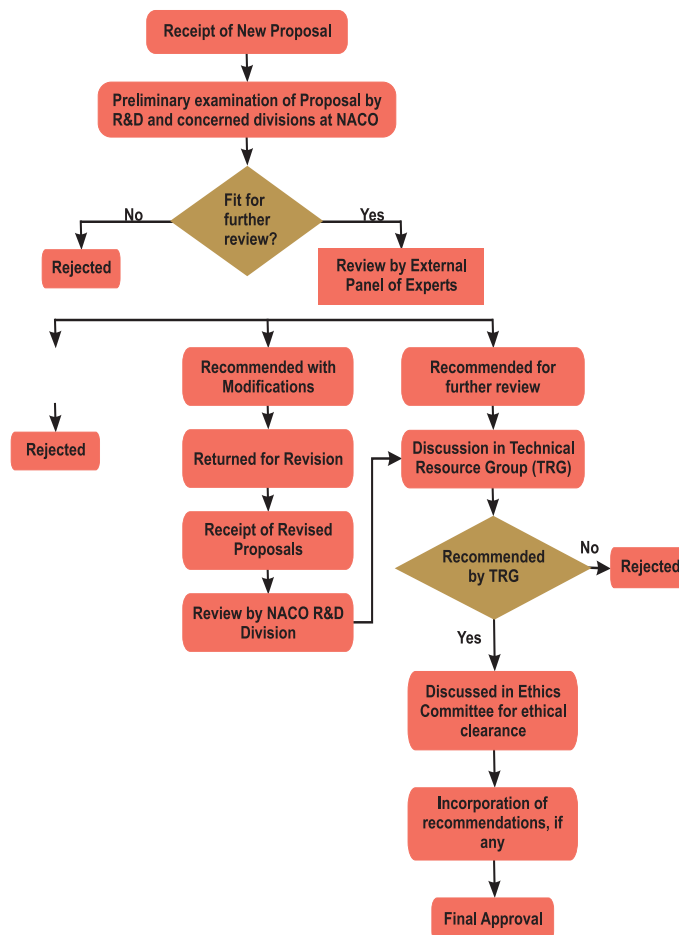 Receipt of New Proposal
Preliminary examination of Proposal by
R&D and concerned divisions at NACO
Fit for
further
review?
No
Yes
Rejected
Review by External
Panel of Experts
Recommended with
Modifications
Recommended for
further review
Rejected
Returned for Revision
Discussion in Technical
Resource Group (TRG)
Receipt of Revised
Proposals
Review by NACO R&D
Division
Recommended
by TRG
No
Rejected
Yes
Discussed in Ethics
Committee for ethical
clearance
Incorporation of
recommendations, if
any
Final Approval